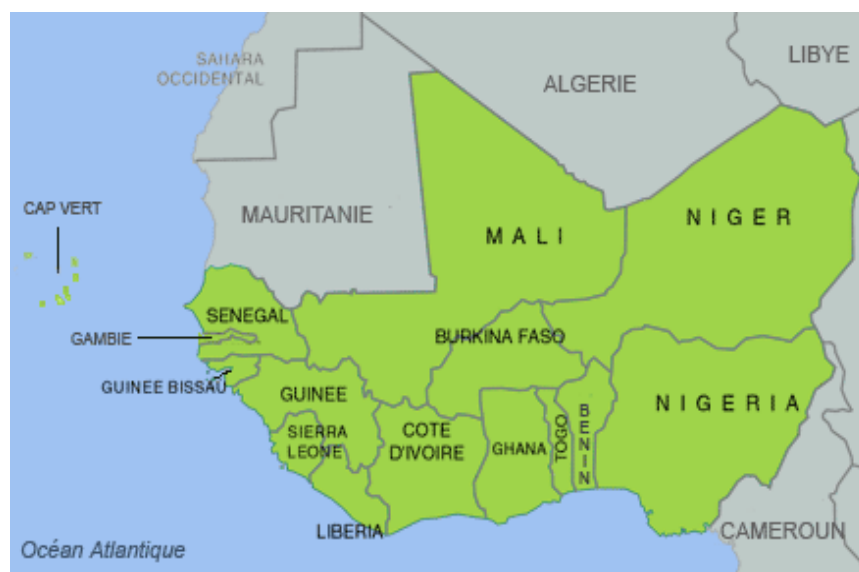 SAHARA
OCCIDENTAL
LIBYE
ALGERIE
CAP VERT
MAURITANIE
MALI
NIGER
SENEGAL
GAMBIE
BURKINA FASO
GUINEE BISSAU
GUINEE
NIGERIA
SIERRA
LEONE
COTE
D'IVOIRE
GHANA
TOGO
BENIN
LIBERIA
CAMEROUN
Océan Atlantique